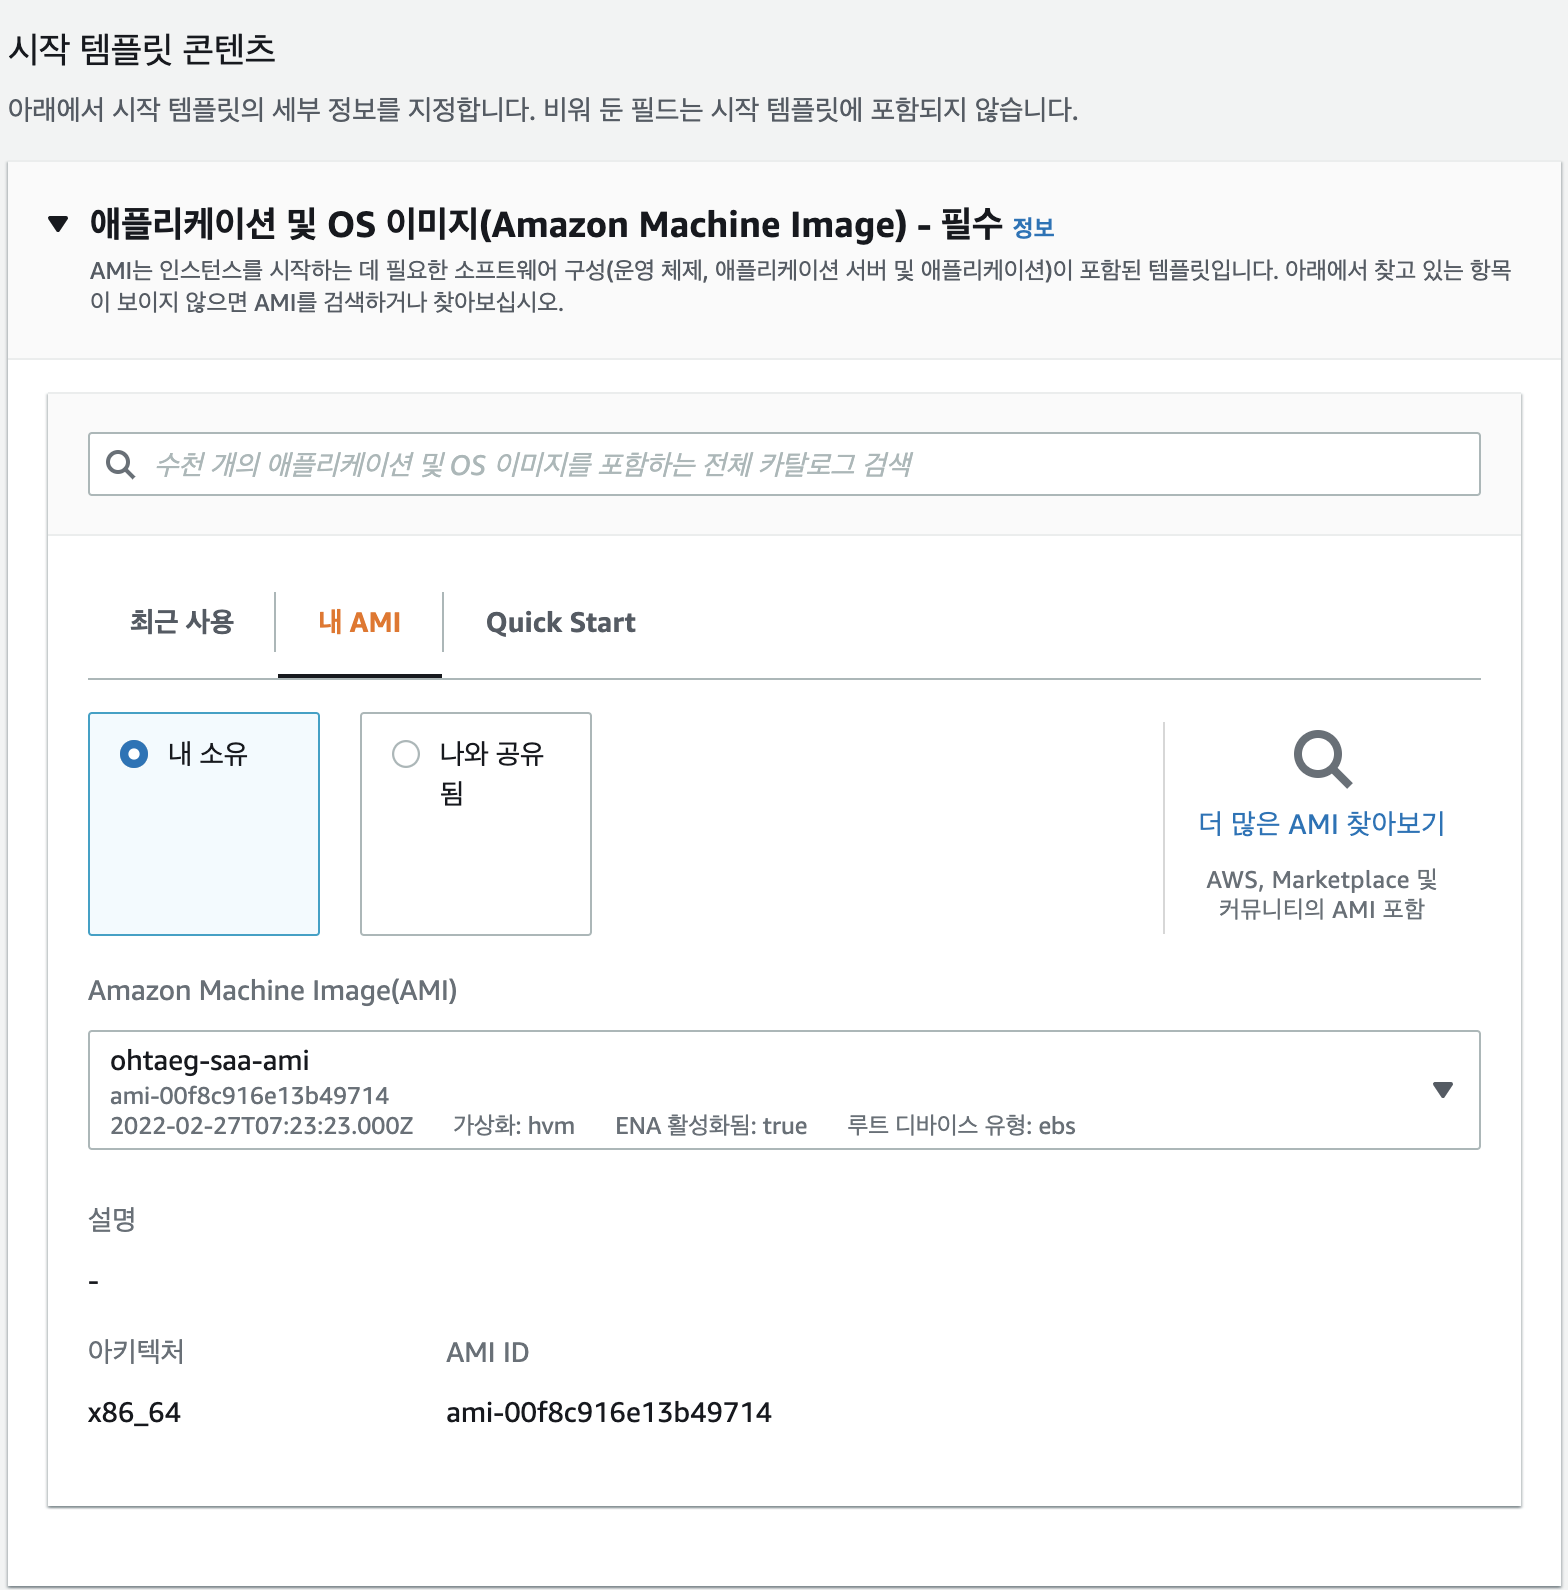 시작 템플릿 콘텐츠
아래에서 시작 템플릿의 세부 정보를 지정합니다. 비워 둔 필드는 시작 템플릿에 포함되지 않습니다.
애플리케이션 및 OS 이미지(Amazon Machine Image) - 필수 정보
AMI는 인스턴스를 시작하는 데 필요한 소프트웨어 구성(운영 체제, 애플리케이션 서버 및 애플리케이션)이 포함된 템플릿입니다. 아래에서 찾고 있는 항목
이 보이지 않으면 AMI를 검색하거나 찾아보십시오.
수천 개의 애플리케이션 및 OS 이미지를 포함하는 전체 카탈로그 검색
최근 사용 내 AMI Quick Start
내 소유
나와 공유
됨
더 많은 AMI 찾아보기
AWS, Marketplace 및
커뮤니티의 AMI 포함
Amazon Machine Image(AMI)
ohtaeg-saa-ami
ami-00f8c916e13b49714
2022-02-27T07:23:23.000Z 가상화: hvm ENA 활성화됨: true 루트 디바이스 유형: ebs
설명
-
아키텍처 AMI ID
x86_64 ami-00f8c916e13b49714